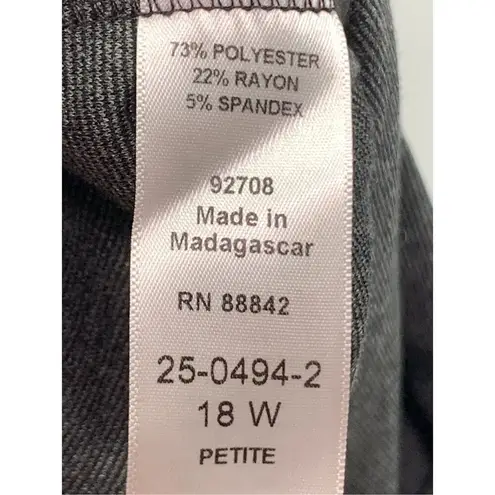 73% POLYESTER
22% RAYON
5% SPANDEX
92708
Made in
Madagascar
RN 88842
25-0494-2
18 W
PETITE